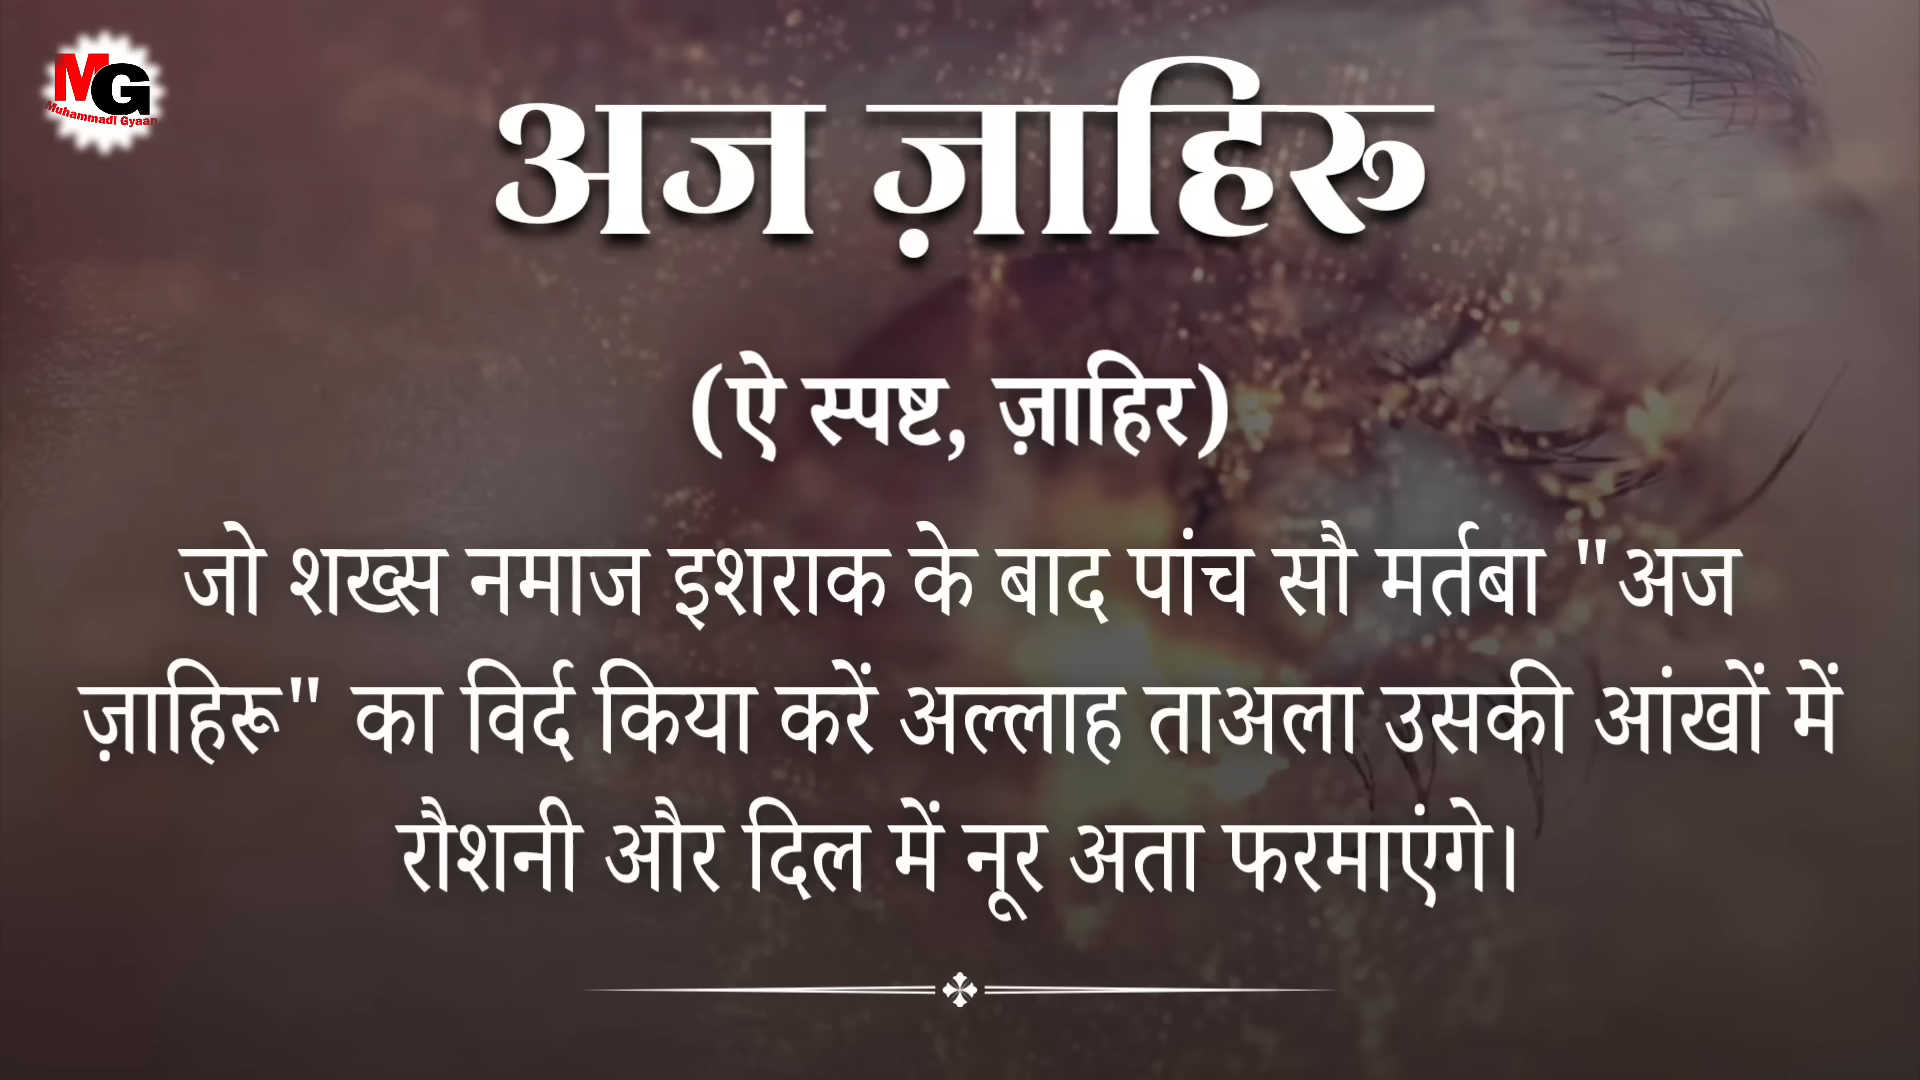 MG
Muhammadi Gyaan
अज ज़ाहिरु
(ऐ स्पष्ट, ज़ाहिर)
जो शख्स नमाज इशराक के बाद पांच सौ मर्तबा "अज
ज़ाहिरू" का विर्द किया करें अल्लाह ताअला उसकी आंखों में
रौशनी और दिल में नूर अता फरमाएंगे।